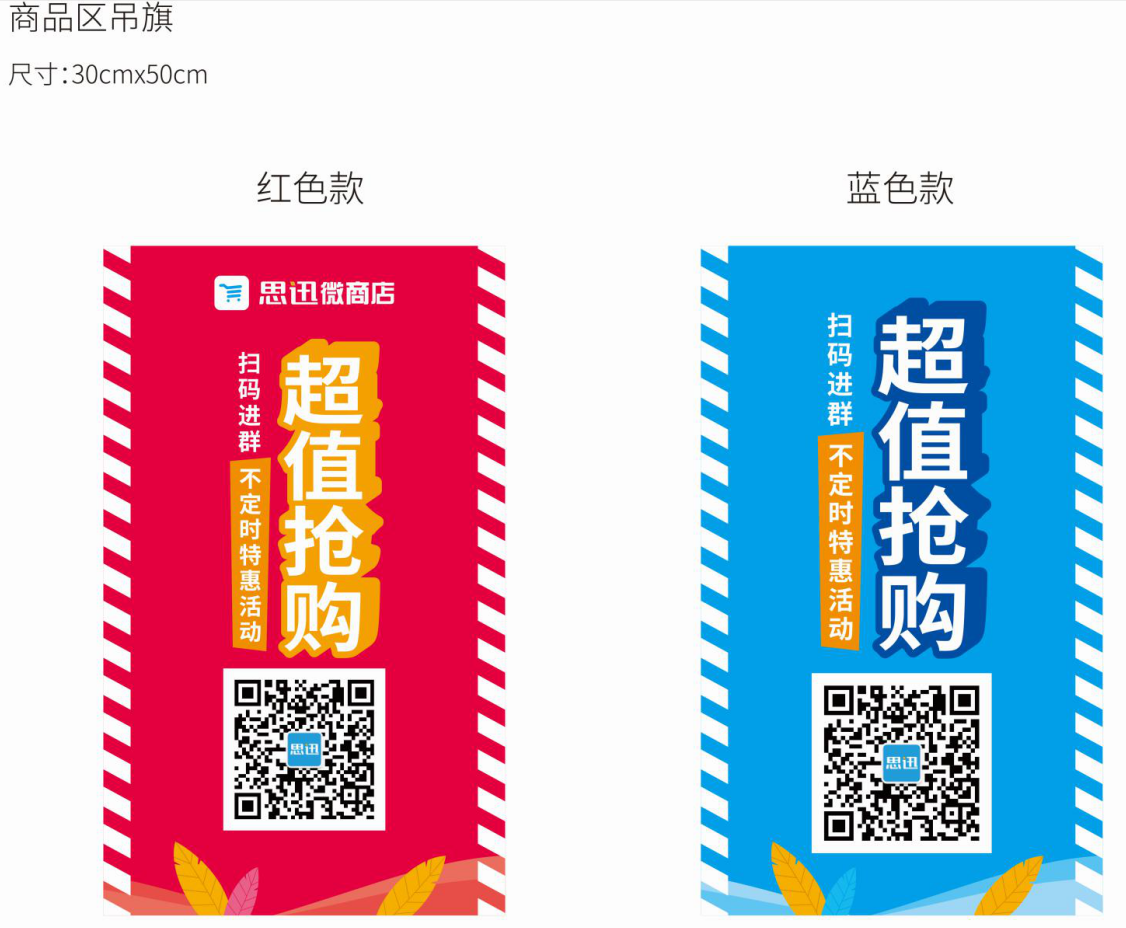 商品区吊旗
尺寸：30cmx50cm
红色款
思迅微商店
超值抢购
扫码进群
不定时特惠活动
思迅
蓝色款
超值抢购
扫码进群
不定时特惠活动
思迅